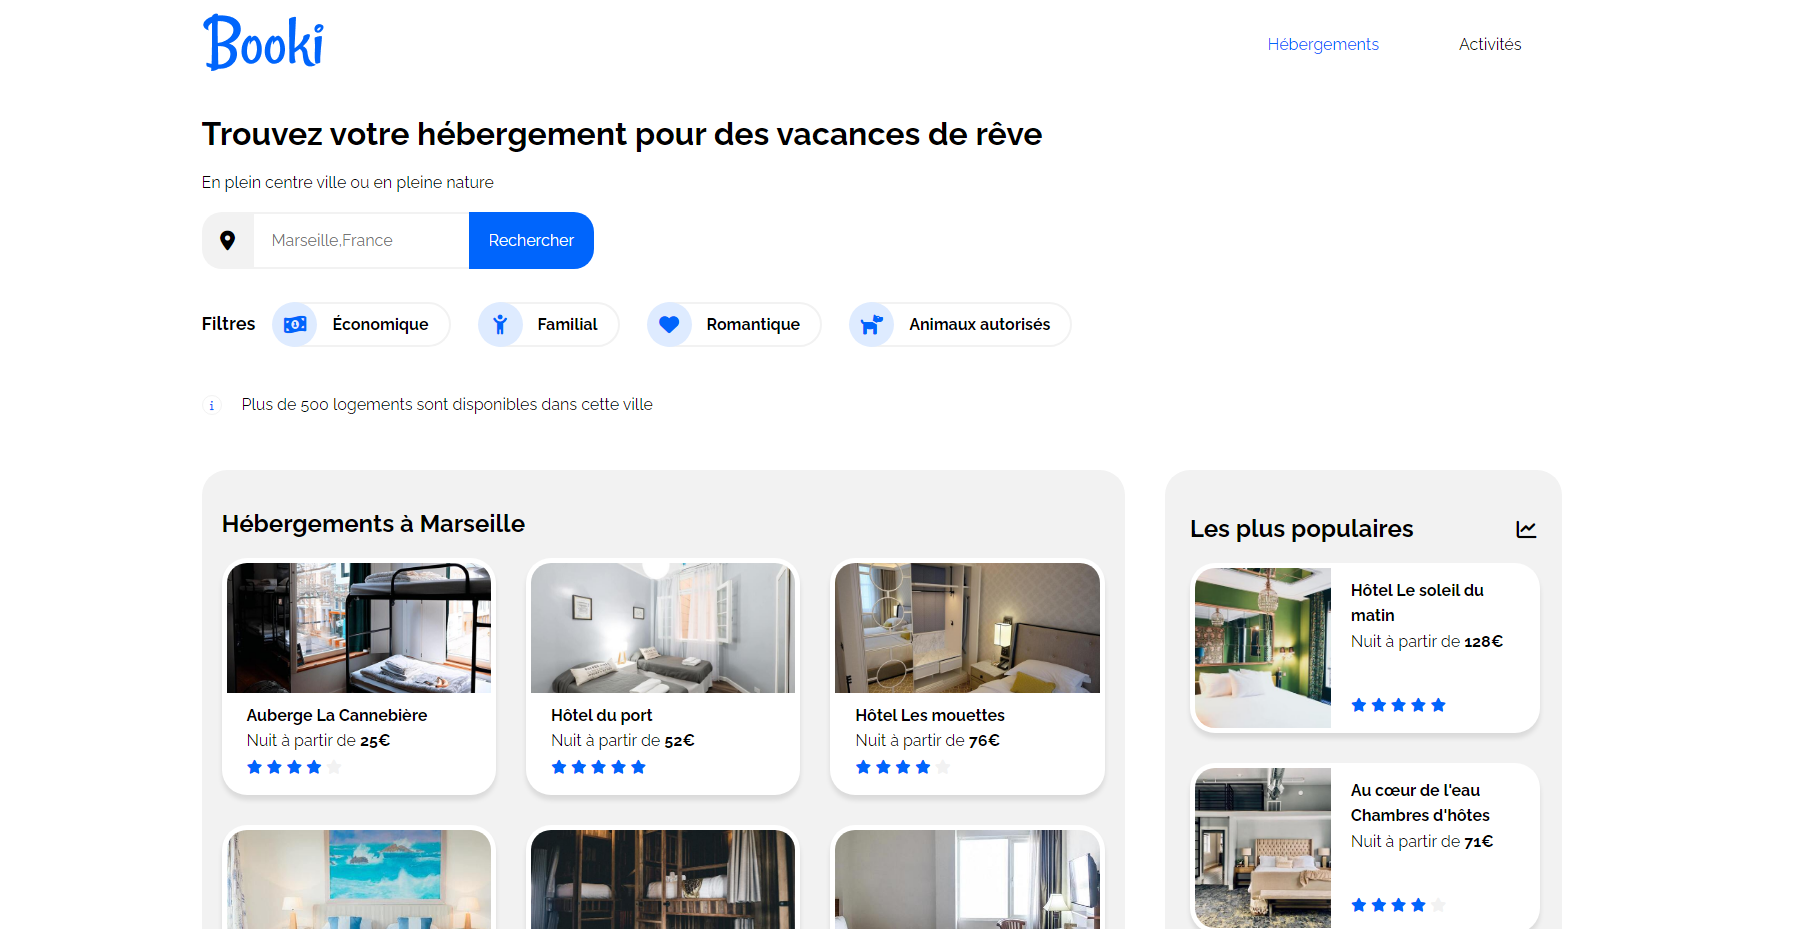 Booki
Hébergements
Activités
Trouvez votre hébergement pour des vacances de rêve
En plein centre ville ou en pleine nature
Marseille,France
Rechercher
Filtres
Économique
Familial
Romantique
Animaux autorisés
Plus de 500 logements sont disponibles dans cette ville
Hébergements à Marseille
Auberge La Cannebière
Nuit à partir de 25€
Hôtel du port
Nuit à partir de 52€
Hôtel Les mouettes
Nuit à partir de 76€
Les plus populaires
Hôtel Le soleil du
matin
Nuit à partir de 128€
Au cœur de l'eau
Chambres d'hôtes
Nuit à partir de 71€